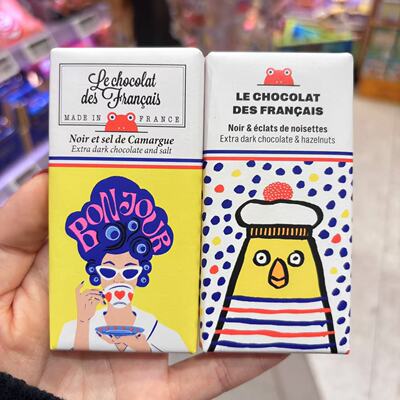 Le chocolat
des Français
MADE IN FRANCE
Noir et sel de Camargue
Extra dark chocolate and salt
BONJOUR
LE CHOCOLAT
DES FRANÇAIS
Noir & éclats de noisettes
Extra dark chocolate & hazelnuts